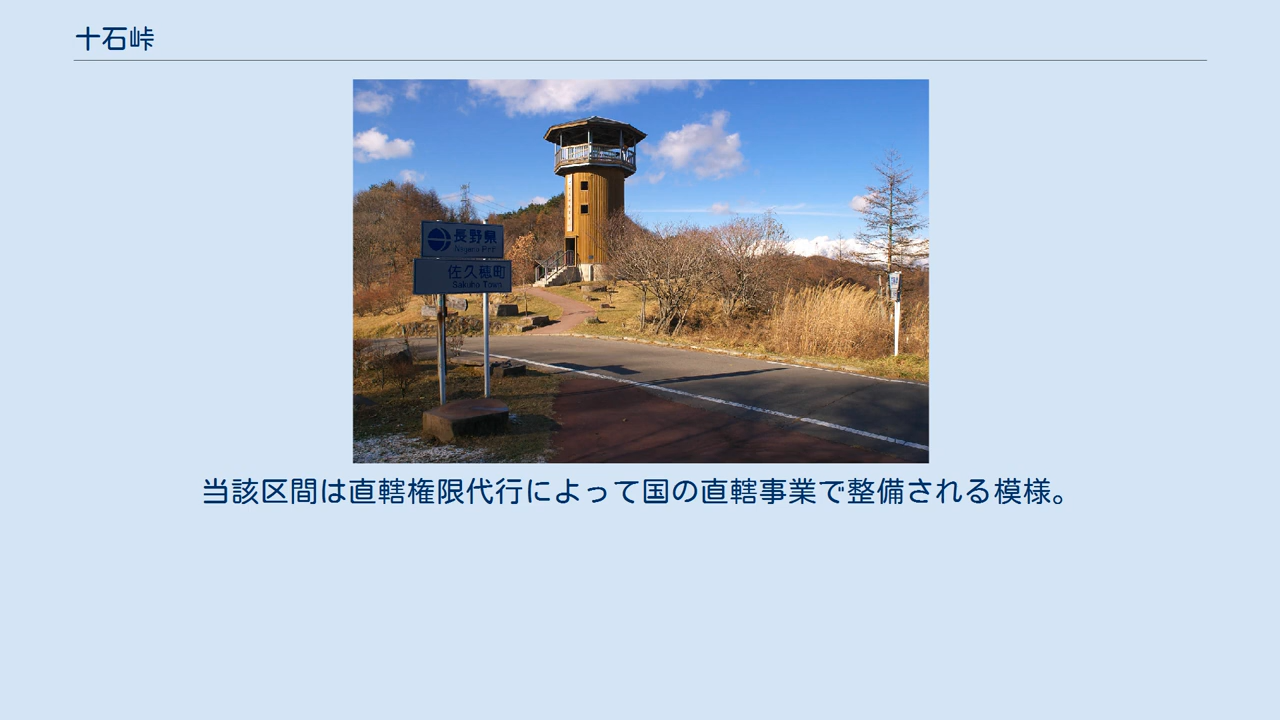 十石峠
長野県
Nagano Pref.
佐久穂町
Sakuho Town
当該区間は直轄権限代行によって国の直轄事業で整備される模様。